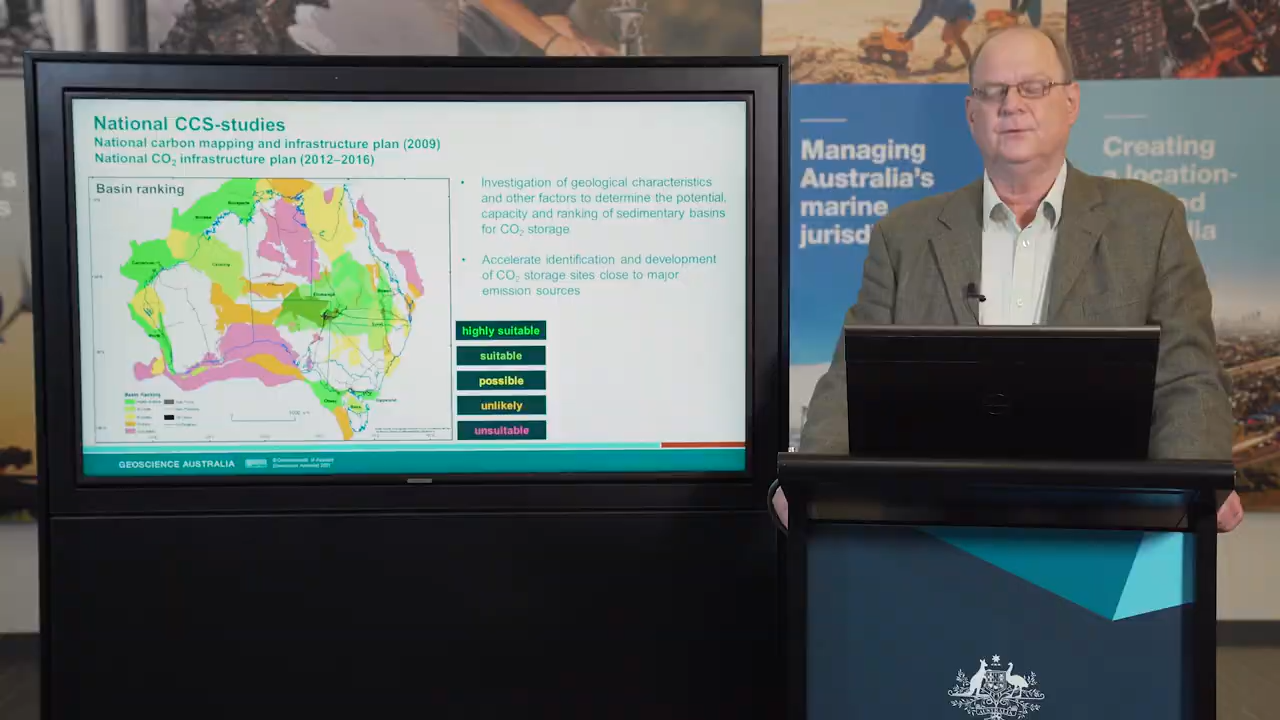 National CCS-studies
National carbon mapping and infrastructure plan (2009)
National CO2 infrastructure plan (2012–2016)
Basin ranking
• Investigation of geological characteristics
and other factors to determine the potential,
capacity and ranking of sedimentary basins
for CO2 storage
• Accelerate identification and development
of CO2 storage sites close to major
emission sources
highly suitable
suitable
possible
unlikely
unsuitable
Basin Ranking
GEOSCIENCE AUSTRALIA
Managing
Australia's
marine
Creating
a location-